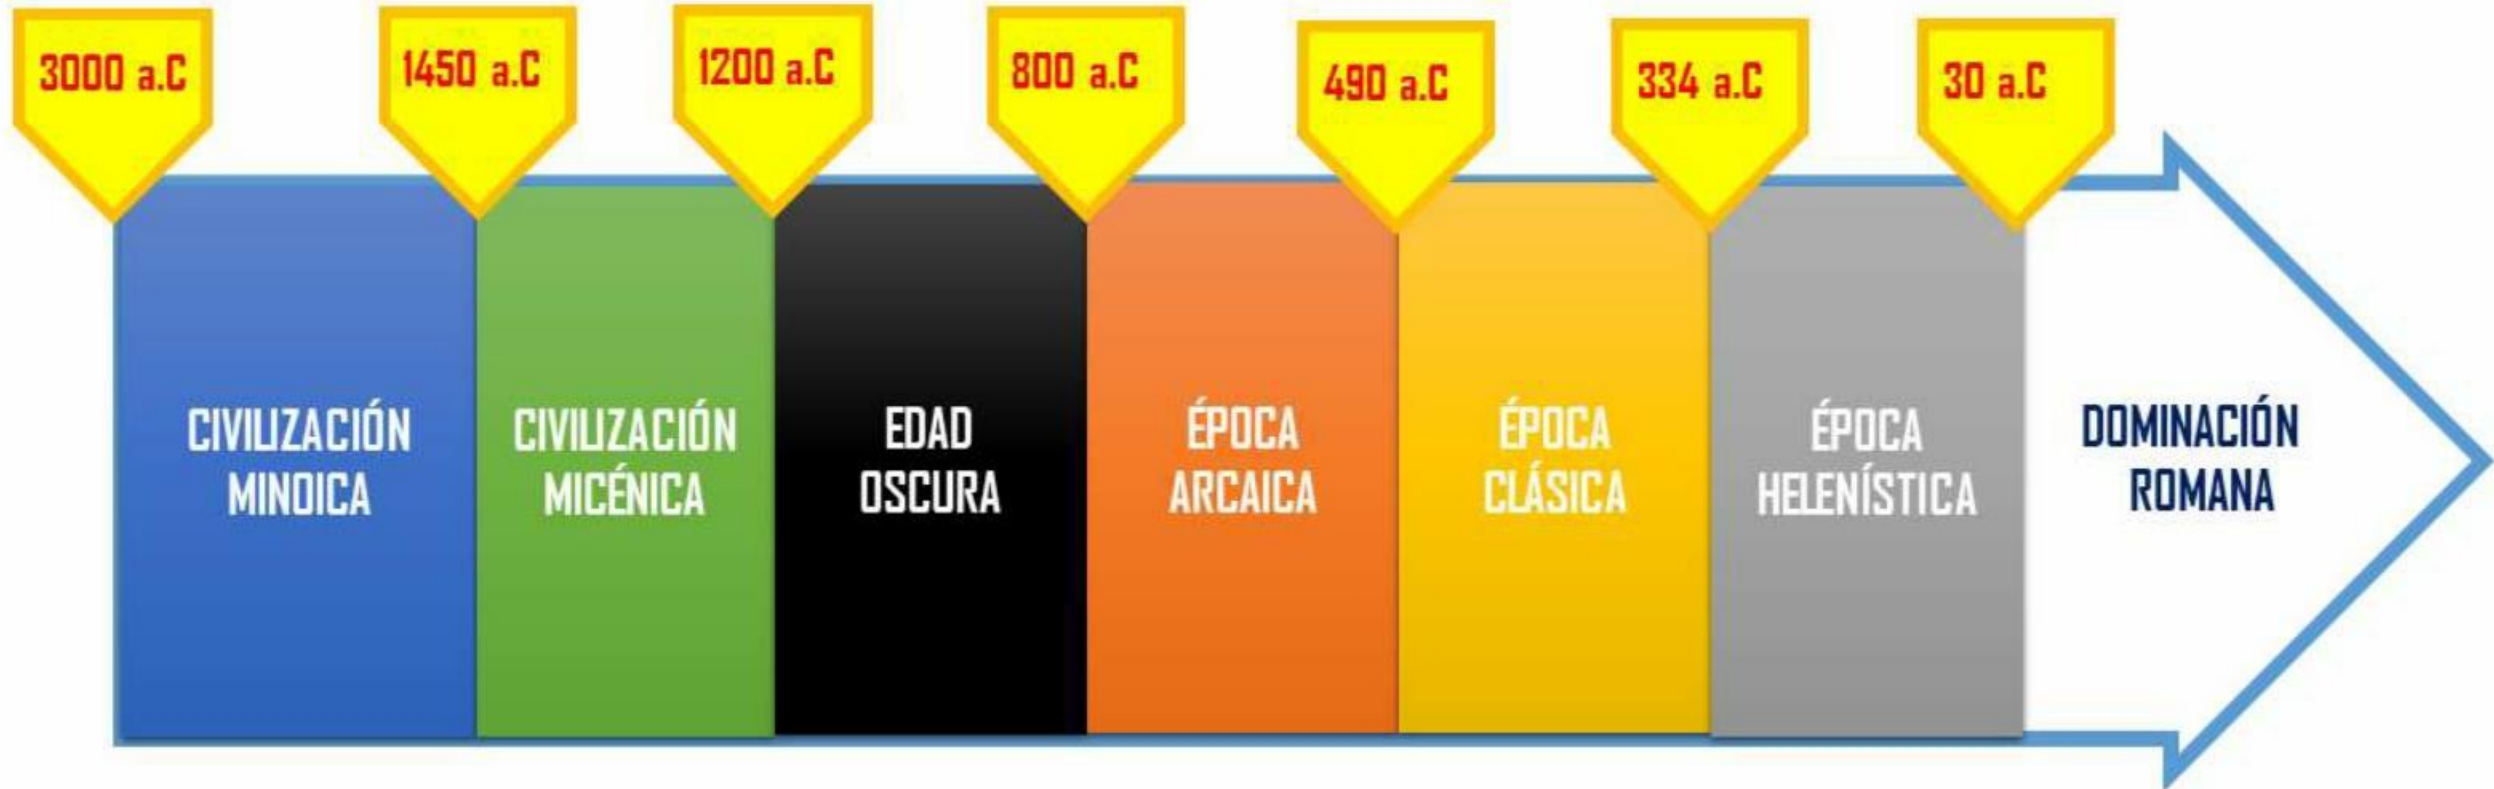 3000 a.C
1450 a.C
1200 a.C
800 a.C
490 a.C
334 a.C
30 a.C
CIVILIZACIÓN
MINOICA
CIVILIZACIÓN
MICÉNICA
EDAD
OSCURA
ÉPOCA
ARCAICA
ÉPOCA
CLÁSICA
ÉPOCA
HELENÍSTICA
DOMINACIÓN
ROMANA